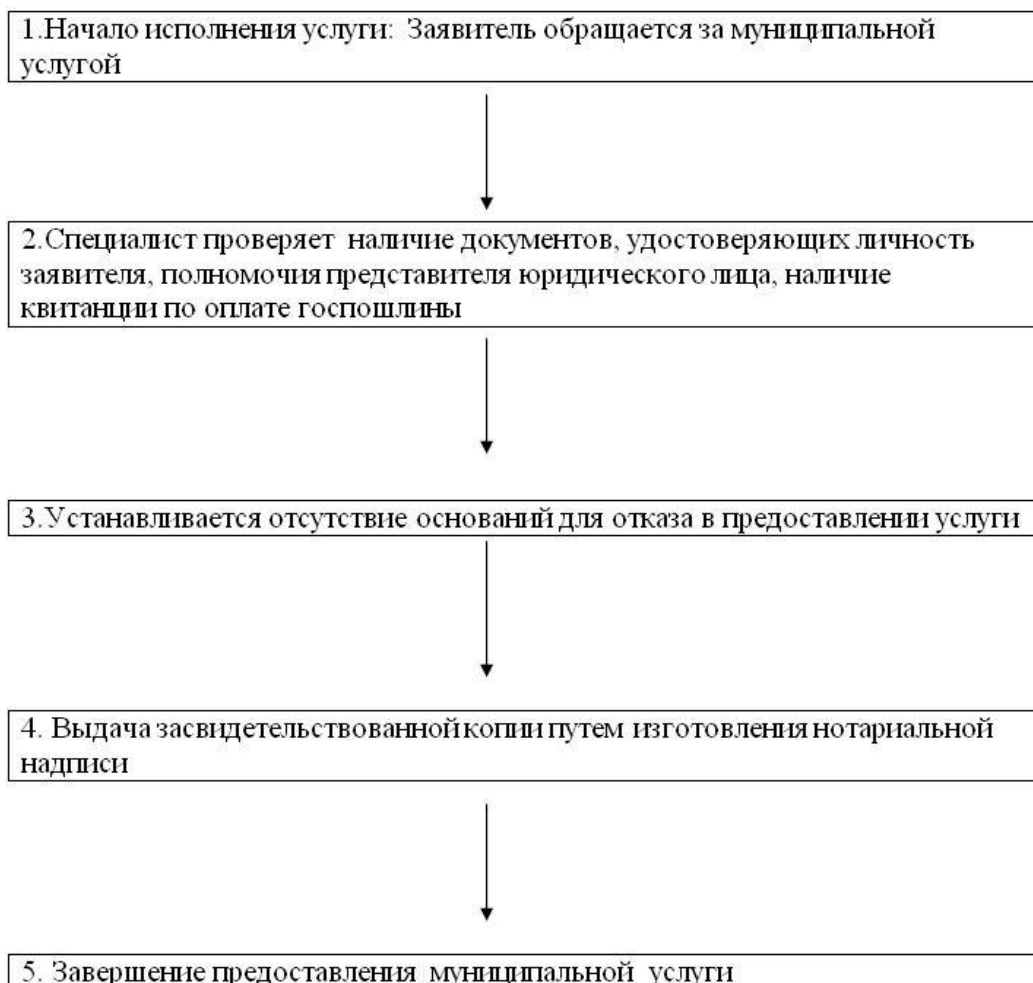 1.Начало исполнения услуги:  Заявитель обращается за муниципальной
услугой
2.Специалист проверяет  наличие документов, удостоверяющих личность
заявителя, полномочия представителя юридического лица, наличие
квитанции по оплате госпошлины
3.Устанавливается отсутствие оснований для отказа в предоставлении услуги
4. Выдача засвидетельствованной копии путем изготовления нотариальной
надписи
5. Завершение предоставления  муниципальной  услуги